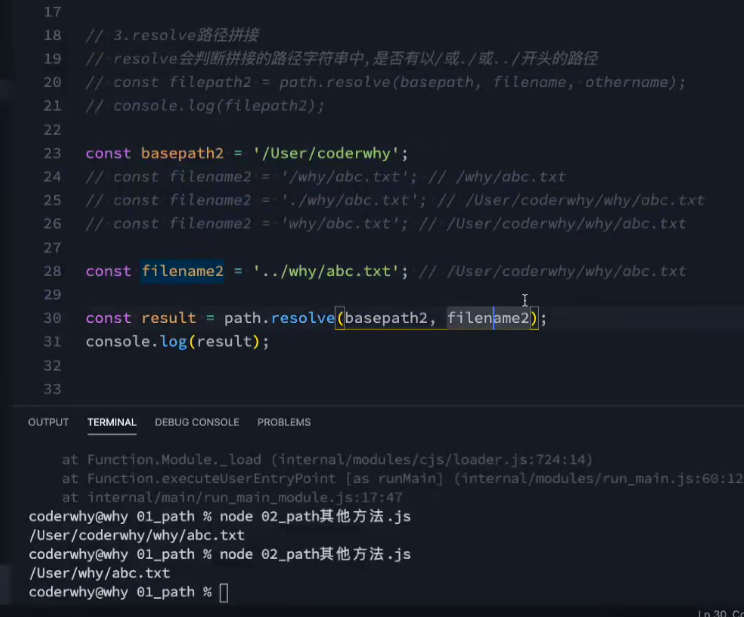 17
18 // 3.resolve路径拼接
19 // resolve会判断拼接的路径字符串中,是否有以/或./或../开头的路径
20 // const filepath2 = path.resolve(basepath, filename, othername);
21 // console.log(filepath2);
22
23 const basepath2 = '/User/coderwhy';
24 // const filename2 = '/why/abc.txt'; // /why/abc.txt
25 // const filename2 = './why/abc.txt'; // /User/coderwhy/why/abc.txt
26 // const filename2 = 'why/abc.txt'; // /User/coderwhy/why/abc.txt
27
28 const filename2 = '../why/abc.txt'; // /User/coderwhy/why/abc.txt
29
30 const result = path.resolve(basepath2, filename2);
31 console.log(result);
32
33
OUTPUT TERMINAL DEBUG CONSOLE PROBLEMS
at Function.Module._load (internal/modules/cjs/loader.js:724:14)
at Function.executeUserEntryPoint [as runMain] (internal/modules/run_main.js:60:12
at internal/main/run_main_module.js:17:47
coderwhy@why 01_path % node 02_path其他方法.js
/User/coderwhy/why/abc.txt
coderwhy@why 01_path % node 02_path其他方法.js
/User/why/abc.txt
coderwhy@why 01_path %
Ln 30, Co